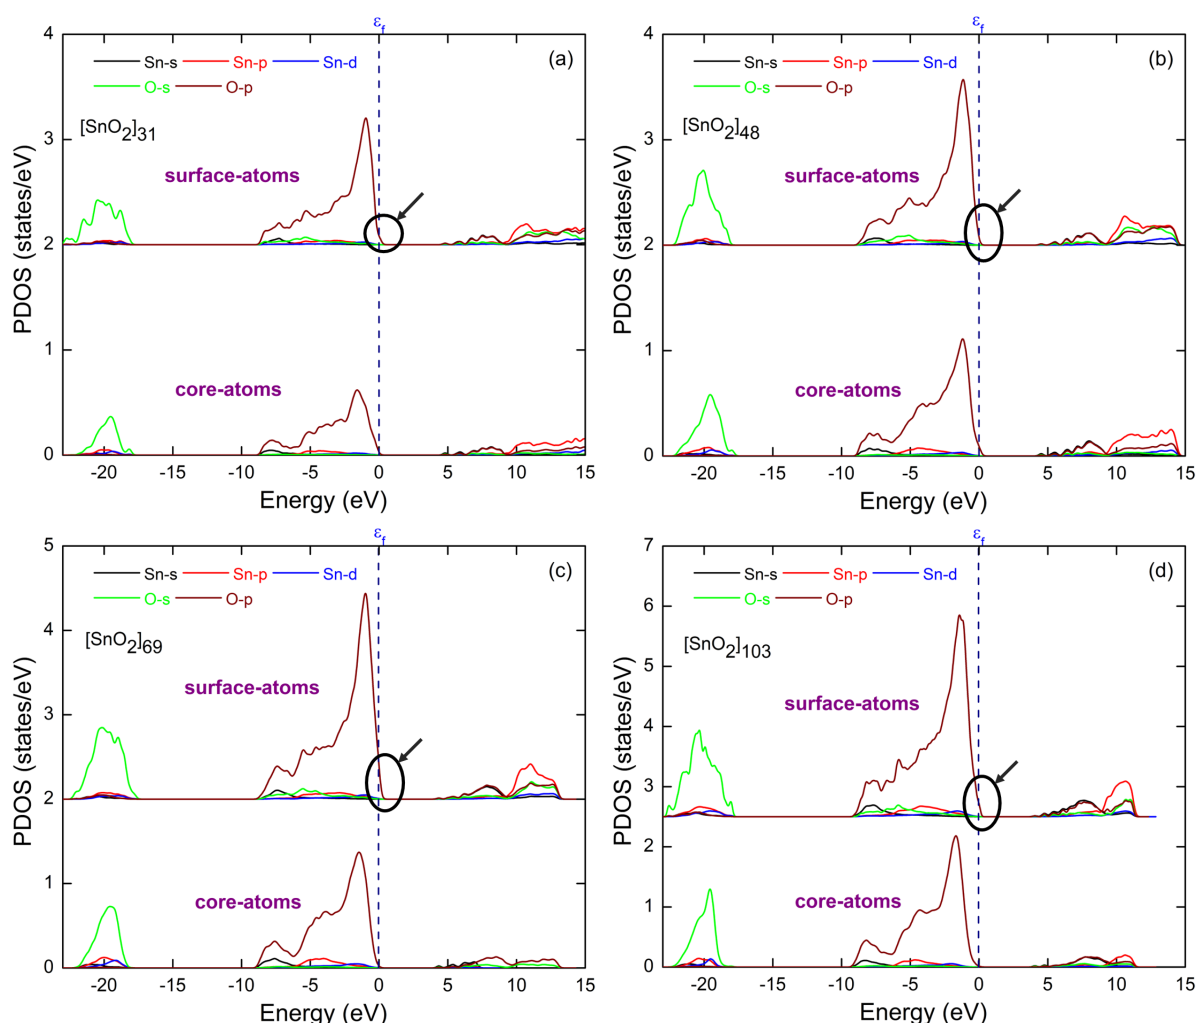 εf
4
3
2
1
0
PDOS (states/eV)
Sn-s Sn-p Sn-d
O-s O-p
(a)
[SnO2]31
surface-atoms
core-atoms
-20 -15 -10 -5 0 5 10 15
Energy (eV)
εf
4
3
2
1
0
PDOS (states/eV)
Sn-s Sn-p Sn-d
O-s O-p
(b)
[SnO2]48
surface-atoms
core-atoms
-20 -15 -10 -5 0 5 10 15
Energy (eV)
εf
5
4
3
2
1
0
PDOS (states/eV)
Sn-s Sn-p Sn-d
O-s O-p
(c)
[SnO2]69
surface-atoms
core-atoms
-20 -15 -10 -5 0 5 10 15
Energy (eV)
εf
7
6
5
4
3
2
1
0
PDOS (states/eV)
Sn-s Sn-p Sn-d
O-s O-p
(d)
[SnO2]103
surface-atoms
core-atoms
-20 -15 -10 -5 0 5 10 15
Energy (eV)